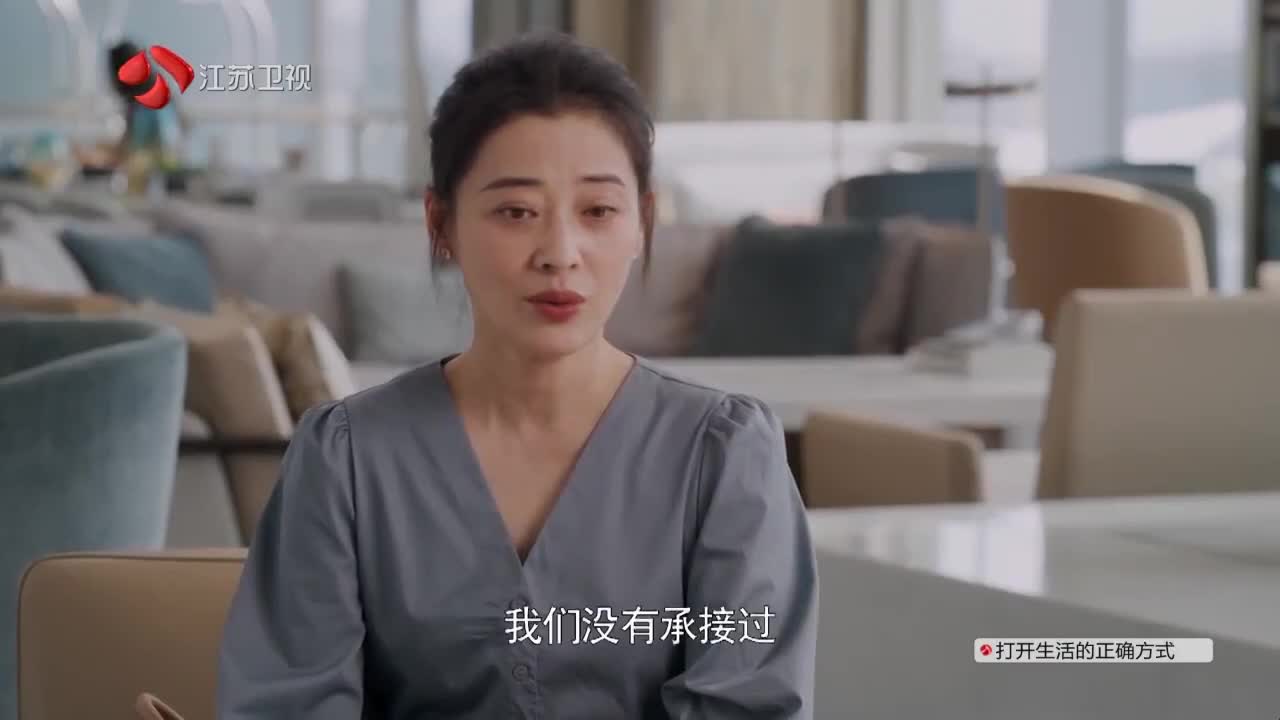 江苏卫视
我们没有承接过
打开生活的正确方式